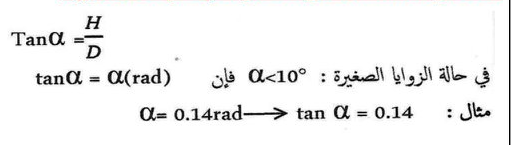 Tanα = H/D
في حالة الزوايا الصغيرة : α<10° فإن tanα = α(rad)
مثال : α= 0.14rad⟶ tan α = 0.14